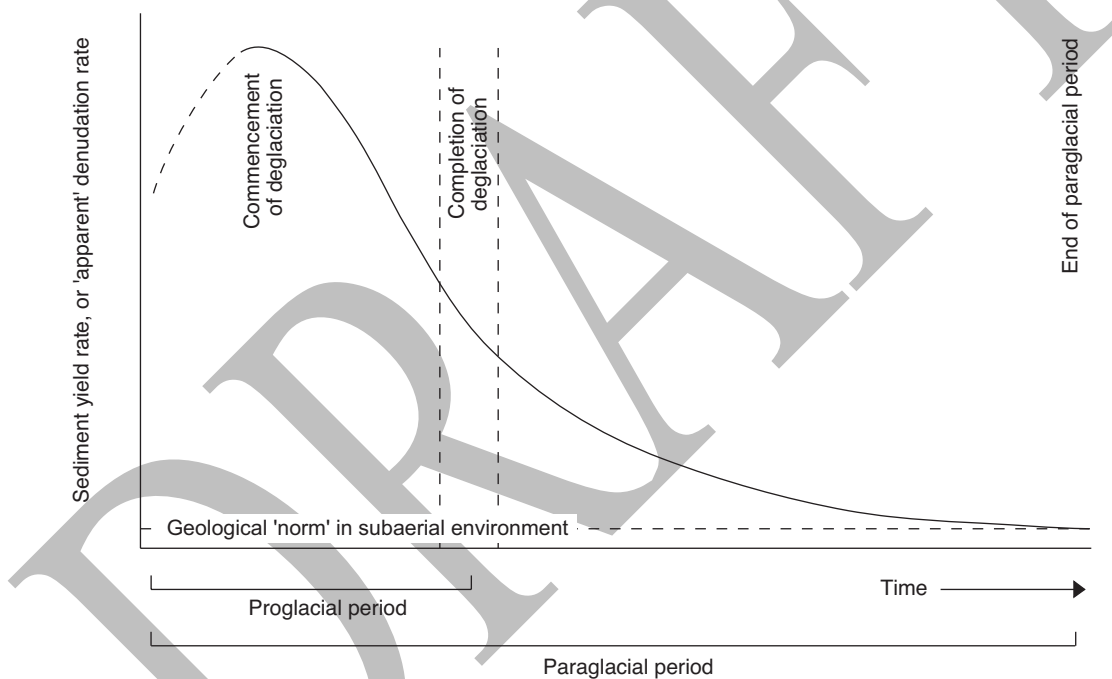 Sediment yield rate, or 'apparent' denudation rate
Commencement
of deglaciation
Completion of
deglaciation
End of paraglacial period
Geological 'norm' in subaerial environment
Time
Proglacial period
Paraglacial period
DRAFT